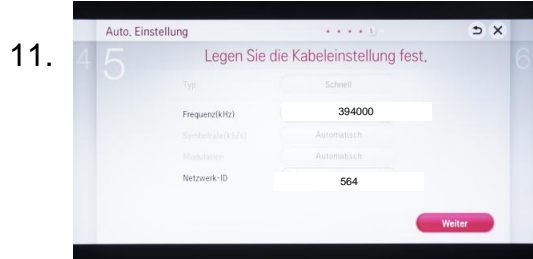 11.
Auto. Einstellung
4 5 6
Legen Sie die Kabeleinstellung fest.
Typ Schnell
Frequenz(kHz) 394000
Symbolrate(kS/s) Automatisch
Modulation Automatisch
Netzwerk-ID 564
Weiter